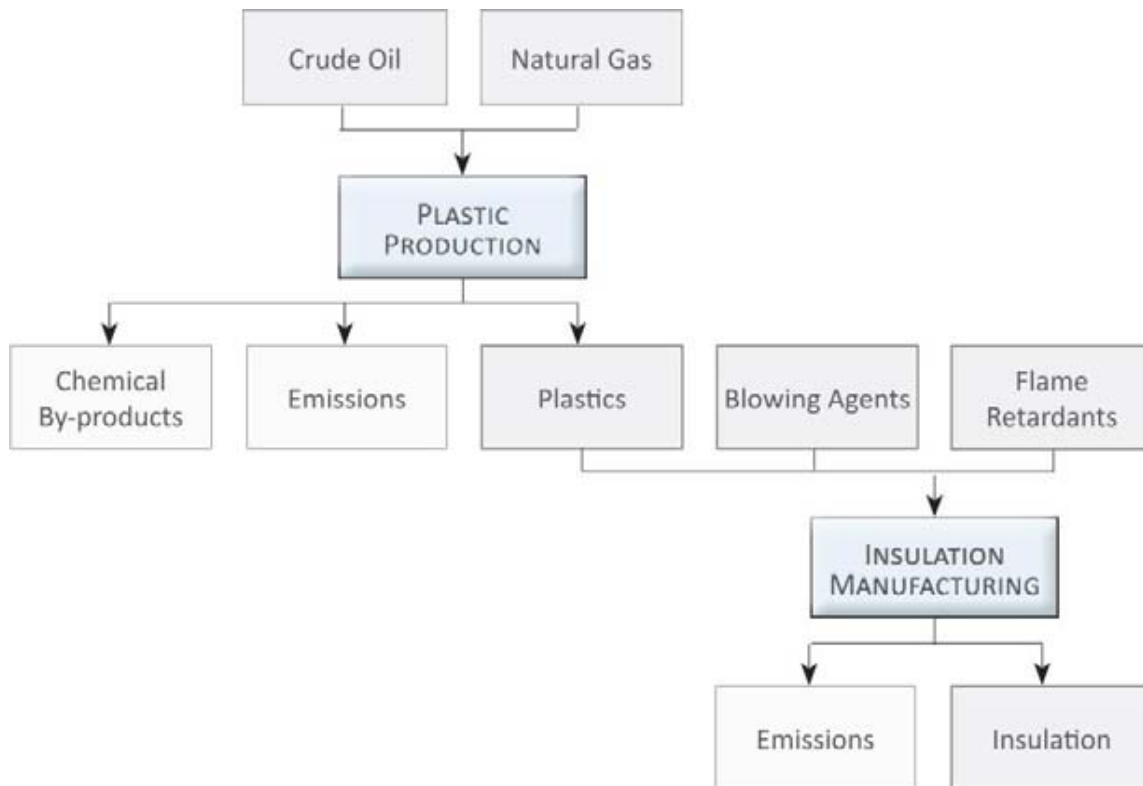 Crude Oil
Natural Gas
PLASTIC
PRODUCTION
Chemical
By-products
Emissions
Plastics
Blowing Agents
Flame
Retardants
INSULATION
MANUFACTURING
Emissions
Insulation